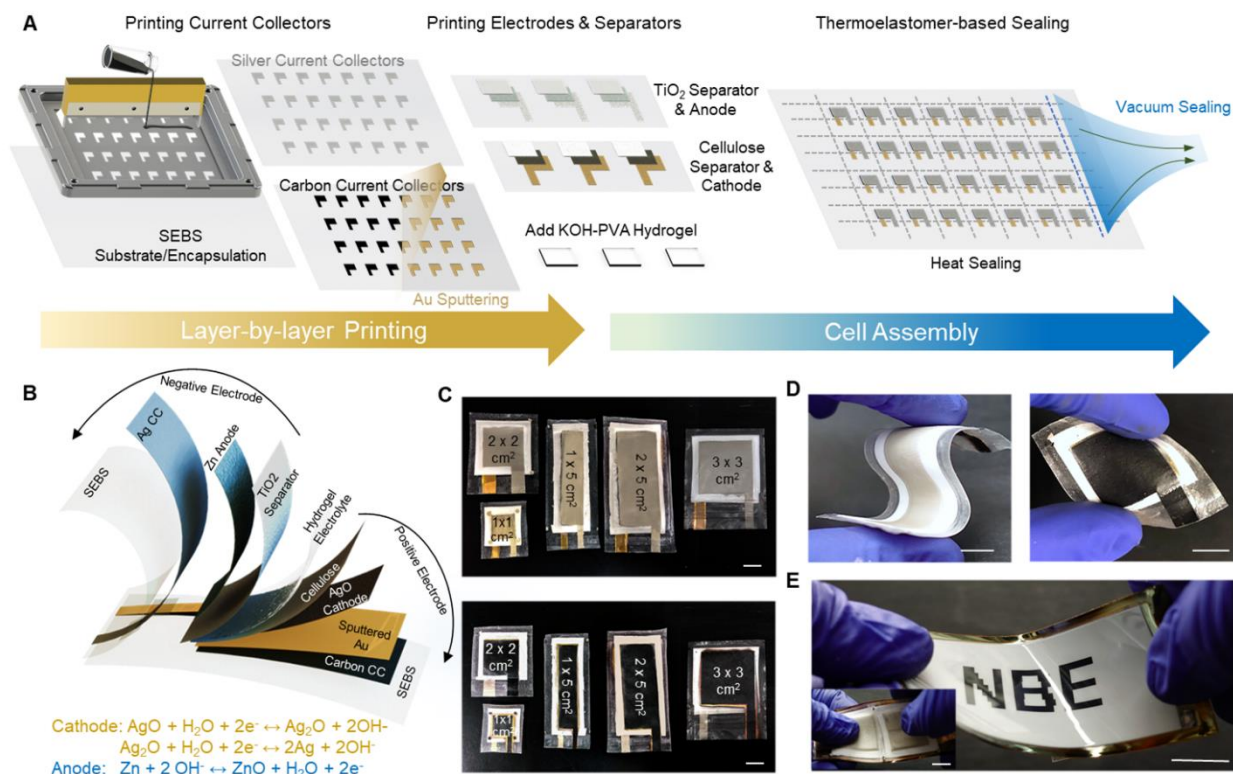 A
Printing Current Collectors
Printing Electrodes & Separators
Thermoelastomer-based Sealing
Silver Current Collectors
TiO₂ Separator
& Anode
Vacuum Sealing
Cellulose
Separator &
Cathode
Carbon Current Collectors
SEBS
Substrate/Encapsulation
Add KOH-PVA Hydrogel
Heat Sealing
Au Sputtering
Layer-by-layer Printing
Cell Assembly
B
Negative Electrode
Ag CC
SEBS
Zn Anode
TiO2
Separator
Hydrogel
Electrolyte
Cellulose
AgO
Cathode
Sputtered
Au
Carbon CC
SEBS
Positive Electrode
Cathode: AgO + H₂O + 2e⁻ ↔ Ag₂O + 2OH-
Ag₂O + H₂O + 2e⁻ ↔ 2Ag + 2OH⁻
Anode: Zn + 2 OH⁻ ↔ ZnO + H₂O + 2e⁻
C
2 x 2
cm²
1x1
cm²
1 x 5 cm²
2 x 5 cm²
3 x 3
cm²
2 x 2
cm²
1x1
cm²
1 x 5 cm²
2 x 5 cm²
3 x 3
cm²
D
E
NBE